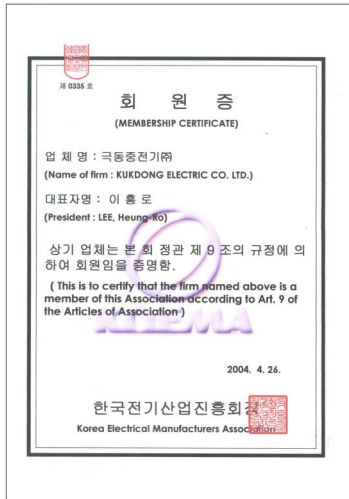 제 0335 호
회 원 증
(MEMBERSHIP CERTIFICATE)
업 체 명 : 극동중전기㈜
(Name of firm : KUKDONG ELECTRIC CO. LTD.)
대표자명 : 이 흥 로
(President : LEE, Heung-Ro)
상기 업체는 본 회 정관 제 9 조의 규정에 의
하여 회원임을 증명함.
( This is to certify that the firm named above is a
member of this Association according to Art. 9 of
the Articles of Association )
KOEMA
2004. 4. 26.
한국전기산업진흥회장
Korea Electrical Manufacturers Association